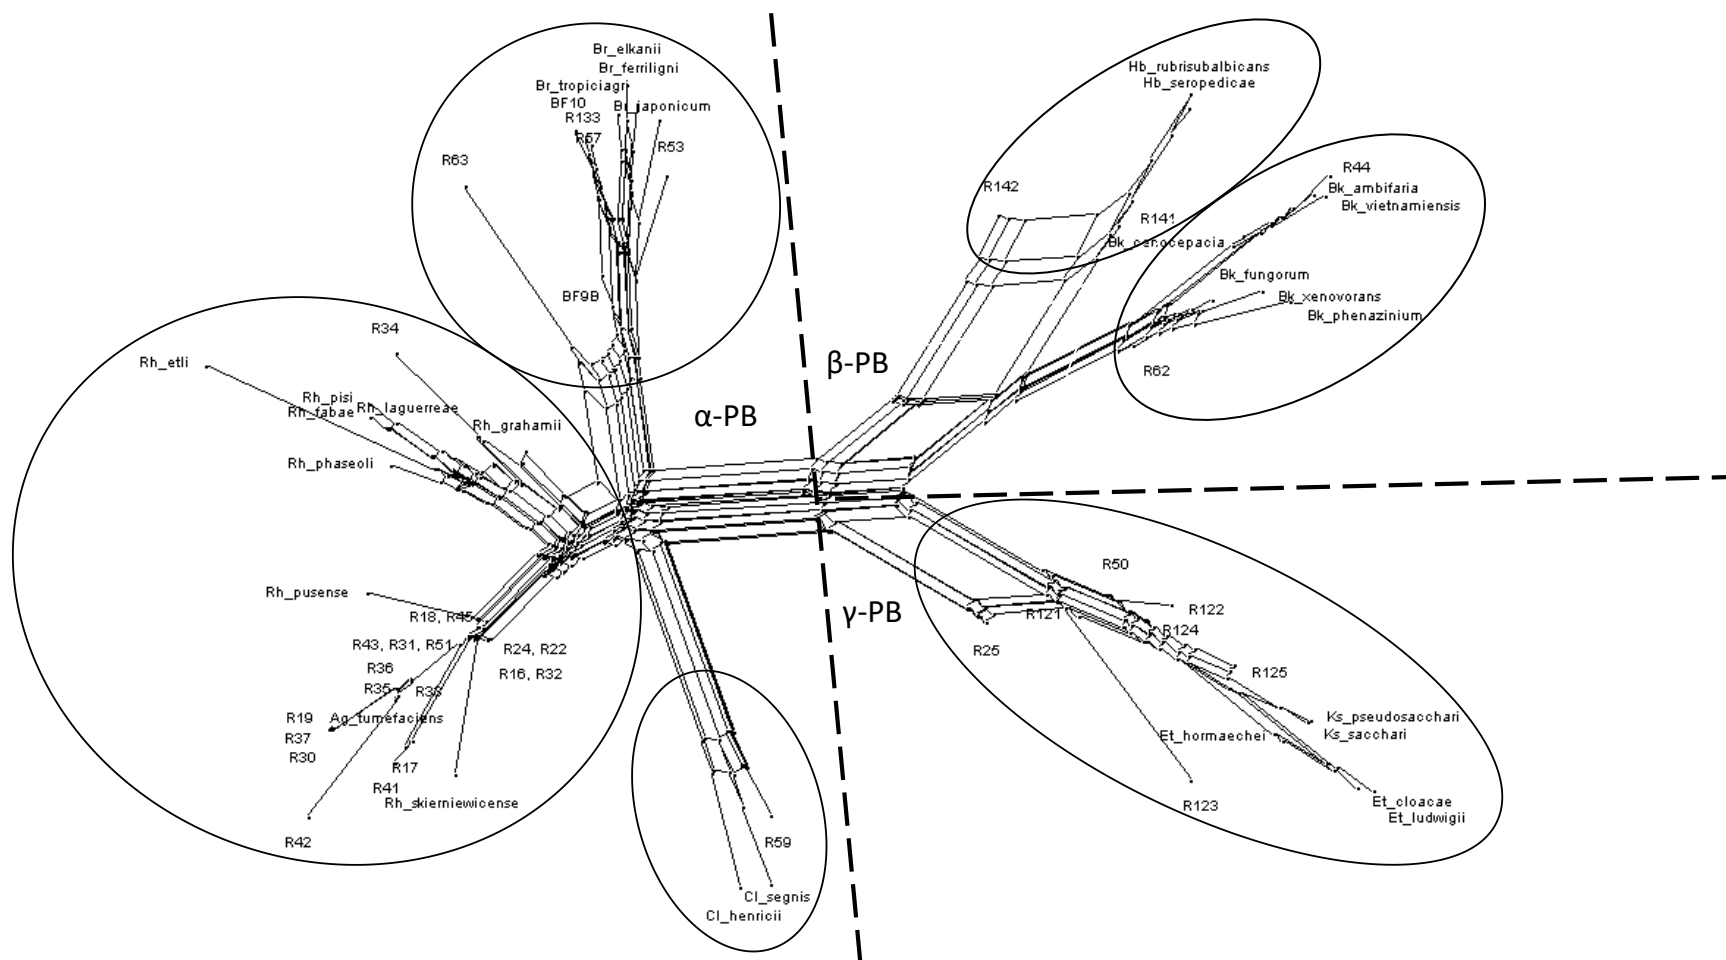 Br_elkanii
Br_ferriligni
Br_tropiciagri
BF10
Br_japonicum
R133
R57
R53
R63
BF9B
α-PB
R34
Rh_etli
Rh_pisi
Rh_laguerreae
Rh_fabae
Rh_grahamii
Rh_phaseoli
Rh_pusense
R18, R45
R43, R31, R51
R24, R22
R36
R16, R32
R35
R38
R19
Ag_tumefaciens
R37
R30
R17
R41
Rh_skierniewicense
R42
R59
Cl_segnis
Cl_henricii
β-PB
Hb_rubrisubalbicans
Hb_seropedicae
R142
R141
R44
Bk_ambifaria
Bk_vietnamiensis
Bk_cenocepacia
Bk_fungorum
Bk_xenovorans
Bk_phenazinium
R62
γ-PB
R50
R121
R122
R124
R25
R125
Ks_pseudosacchari
Ks_sacchari
Et_hormaechei
R123
Et_cloacae
Et_ludwigii